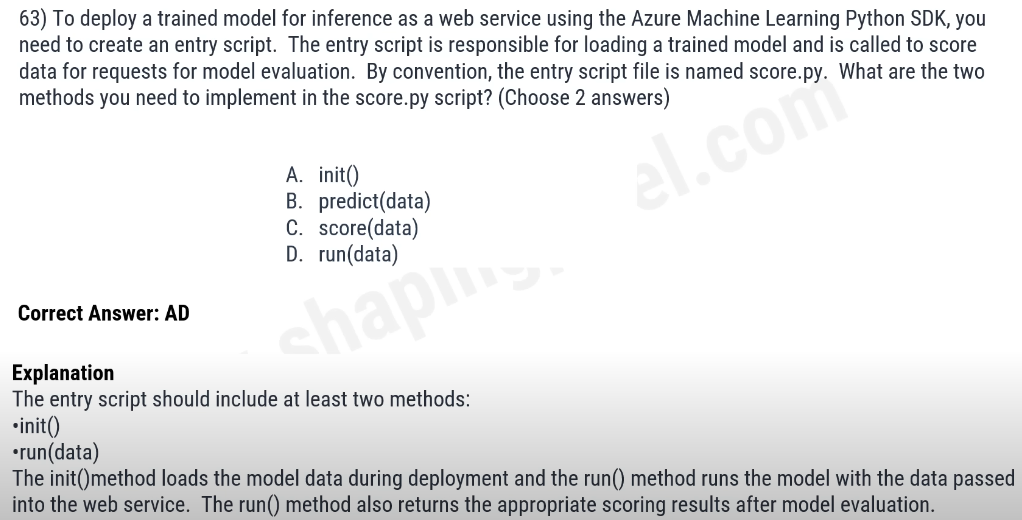 63) To deploy a trained model for inference as a web service using the Azure Machine Learning Python SDK, you
need to create an entry script.  The entry script is responsible for loading a trained model and is called to score
data for requests for model evaluation.  By convention, the entry script file is named score.py.  What are the two
methods you need to implement in the score.py script? (Choose 2 answers)
el.com
A. init()
B. predict(data)
C. score(data)
D. run(data)
shaping
Correct Answer: AD
Explanation
The entry script should include at least two methods:
•init()
•run(data)
The init()method loads the model data during deployment and the run() method runs the model with the data passed
into the web service.  The run() method also returns the appropriate scoring results after model evaluation.